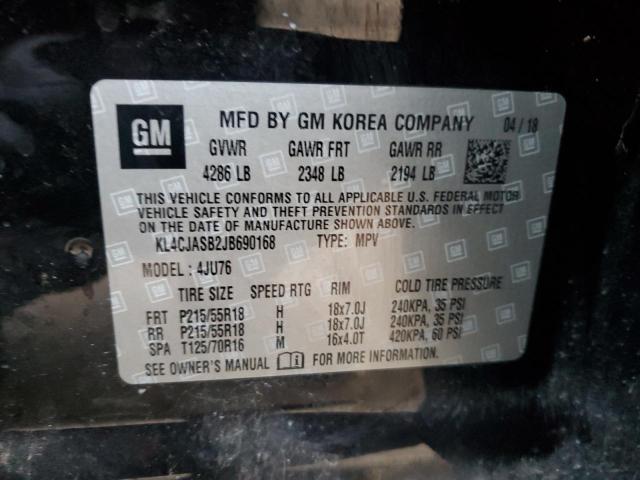 GM MFD BY GM KOREA COMPANY 04 / 18
GVWR GAWR FRT GAWR RR
4286 LB 2348 LB 2194 LB
THIS VEHICLE CONFORMS TO ALL APPLICABLE U.S. FEDERAL MOTOR
VEHICLE SAFETY AND THEFT PREVENTION STANDARDS IN EFFECT
ON THE DATE OF MANUFACTURE SHOWN ABOVE.
KL4CJASB2JB690168 TYPE: MPV
MODEL : 4JU76
TIRE SIZE SPEED RTG RIM COLD TIRE PRESSURE
FRT P215/55R18 H 18x7.0J 240KPA, 35 PSI
RR P215/55R18 H 18x7.0J 240KPA, 35 PSI
SPA T125/70R16 M 16x4.0T 420KPA, 60 PSI
SEE OWNER'S MANUAL FOR MORE INFORMATION